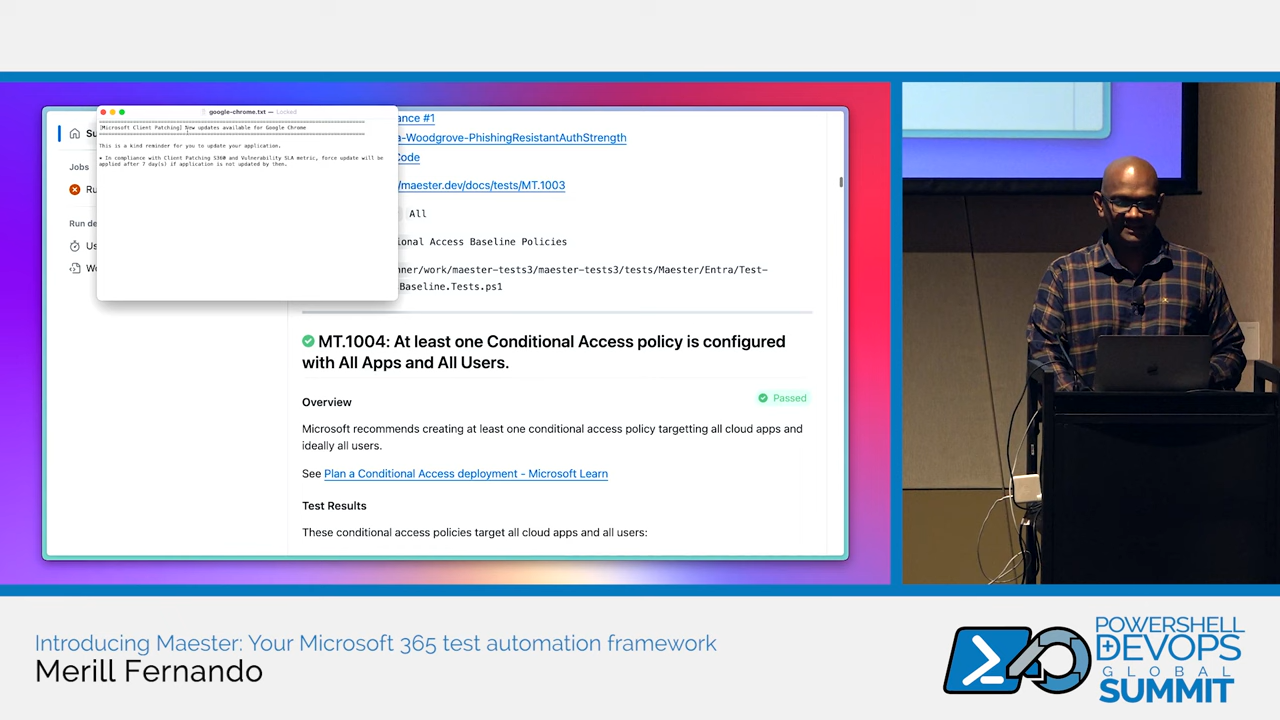 google-chrome.txt — Locked
[Microsoft Client Patching] New updates available for Google Chrome
This is a kind reminder for you to update your application.
• In compliance with Client Patching S360 and Vulnerability SLA metric, force update will be
applied after 7 day(s) if application is not updated by then.
Su
Jobs
Ru
Run de
Us
Wo
ance #1
a-Woodgrove-PhishingResistantAuthStrength
Code
/maester.dev/docs/tests/MT.1003
All
ional Access Baseline Policies
nner/work/maester-tests3/maester-tests3/tests/Maester/Entra/Test-
Baseline.Tests.ps1
MT.1004: At least one Conditional Access policy is configured
with All Apps and All Users.
Overview
Passed
Microsoft recommends creating at least one conditional access policy targetting all cloud apps and
ideally all users.
See Plan a Conditional Access deployment - Microsoft Learn
Test Results
These conditional access policies target all cloud apps and all users:
Introducing Maester: Your Microsoft 365 test automation framework
Merill Fernando
POWERSHELL
DEVOPS
GLOBAL
SUMMIT